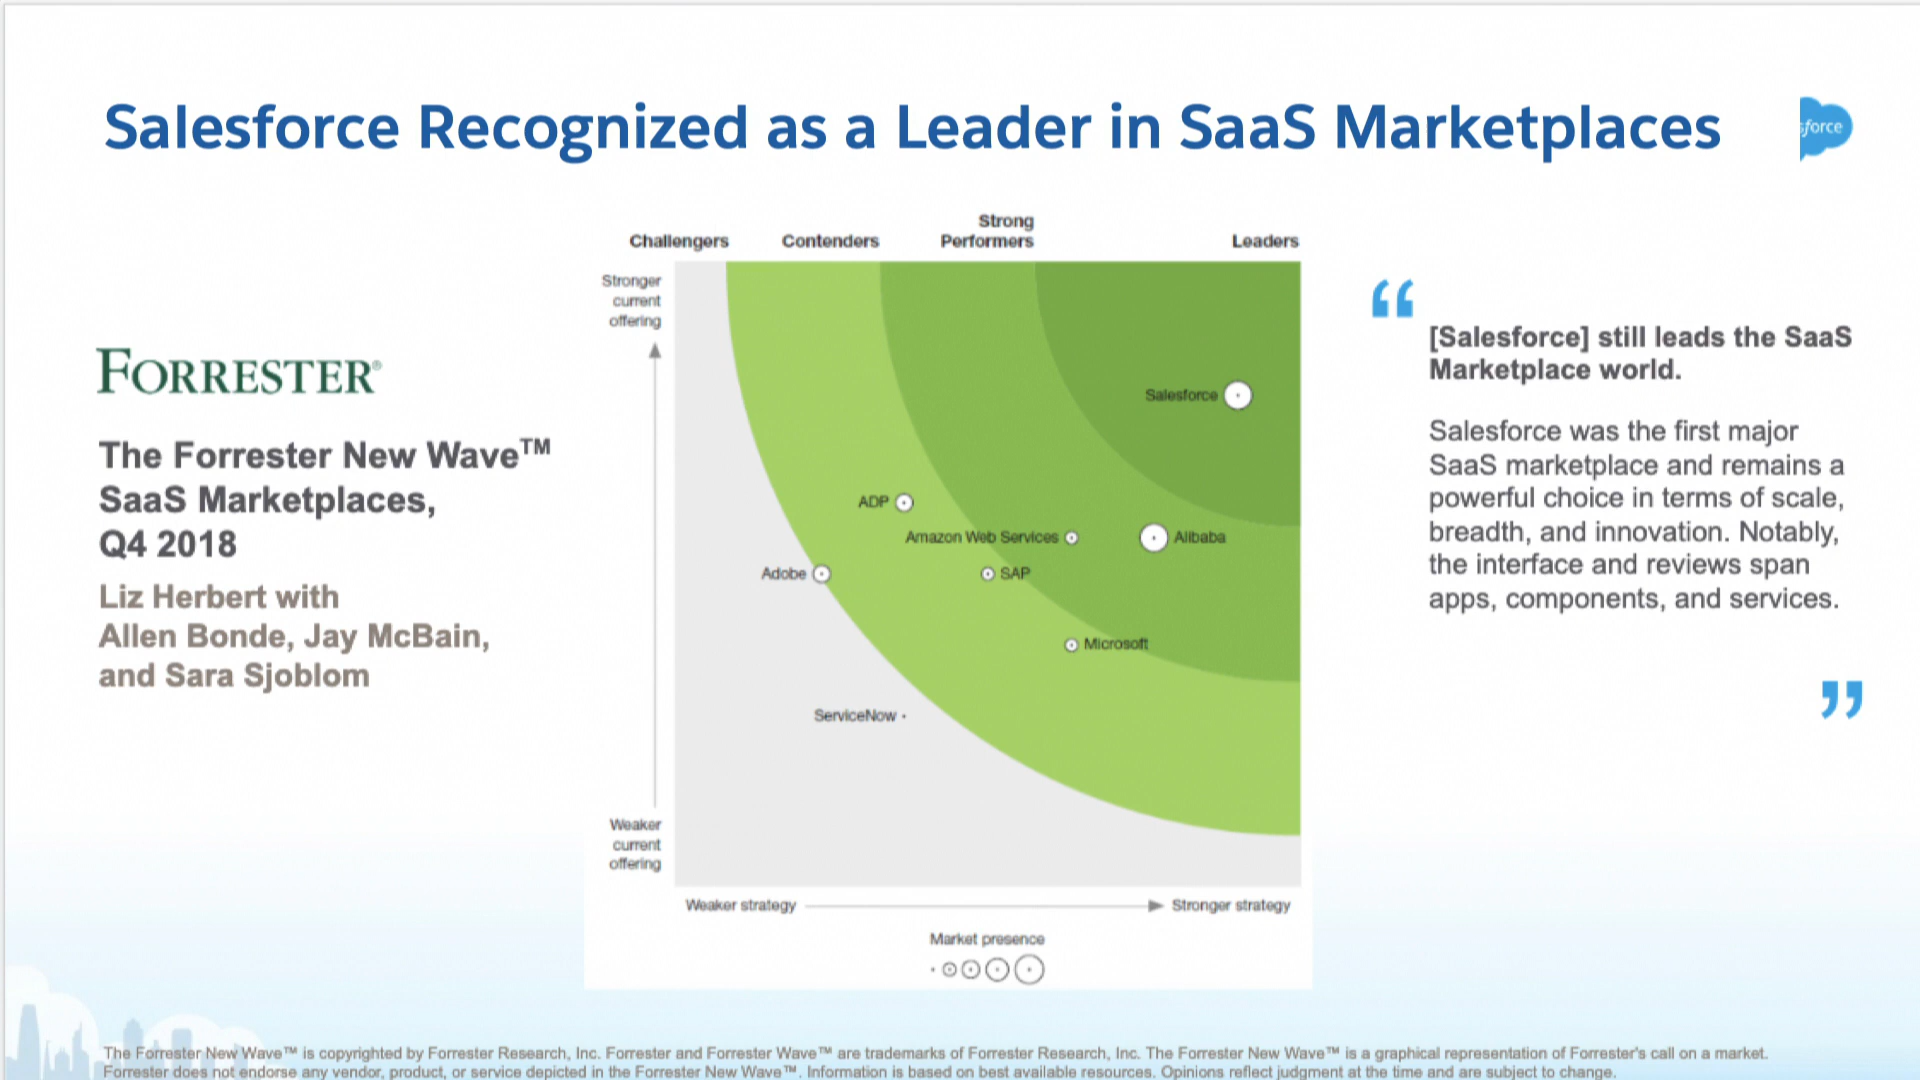 Salesforce Recognized as a Leader in SaaS Marketplaces
sforce
FORRESTER®
The Forrester New Wave™
SaaS Marketplaces,
Q4 2018
Liz Herbert with
Allen Bonde, Jay McBain,
and Sara Sjoblom
Challengers
Contenders
Strong
Performers
Leaders
Stronger
current
offering
Salesforce
ADP
Amazon Web Services
Alibaba
Adobe
SAP
Microsoft
ServiceNow
Weaker
current
offering
Weaker strategy
Stronger strategy
Market presence
“
[Salesforce] still leads the SaaS
Marketplace world.
Salesforce was the first major
SaaS marketplace and remains a
powerful choice in terms of scale,
breadth, and innovation. Notably,
the interface and reviews span
apps, components, and services.
”
The Forrester New Wave™ is copyrighted by Forrester Research, Inc. Forrester and Forrester Wave™ are trademarks of Forrester Research, Inc. The Forrester New Wave™ is a graphical representation of Forrester's call on a market.
Forrester does not endorse any vendor, product, or service depicted in the Forrester New Wave™. Information is based on best available resources. Opinions reflect judgment at the time and are subject to change.